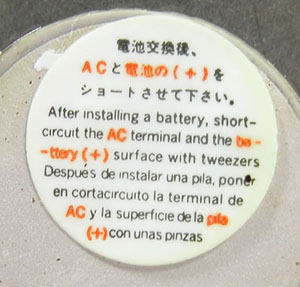 電池交換後、
ACと電池の(+)を
ショートさせて下さい。
After installing a battery, short-
circuit the AC terminal and the ba-
-ttery (+) surface with tweezers
Después de instalar una pila, poner
en cortacircuito la terminal de
AC y la superficie de la pila
(+) con unas pinzas